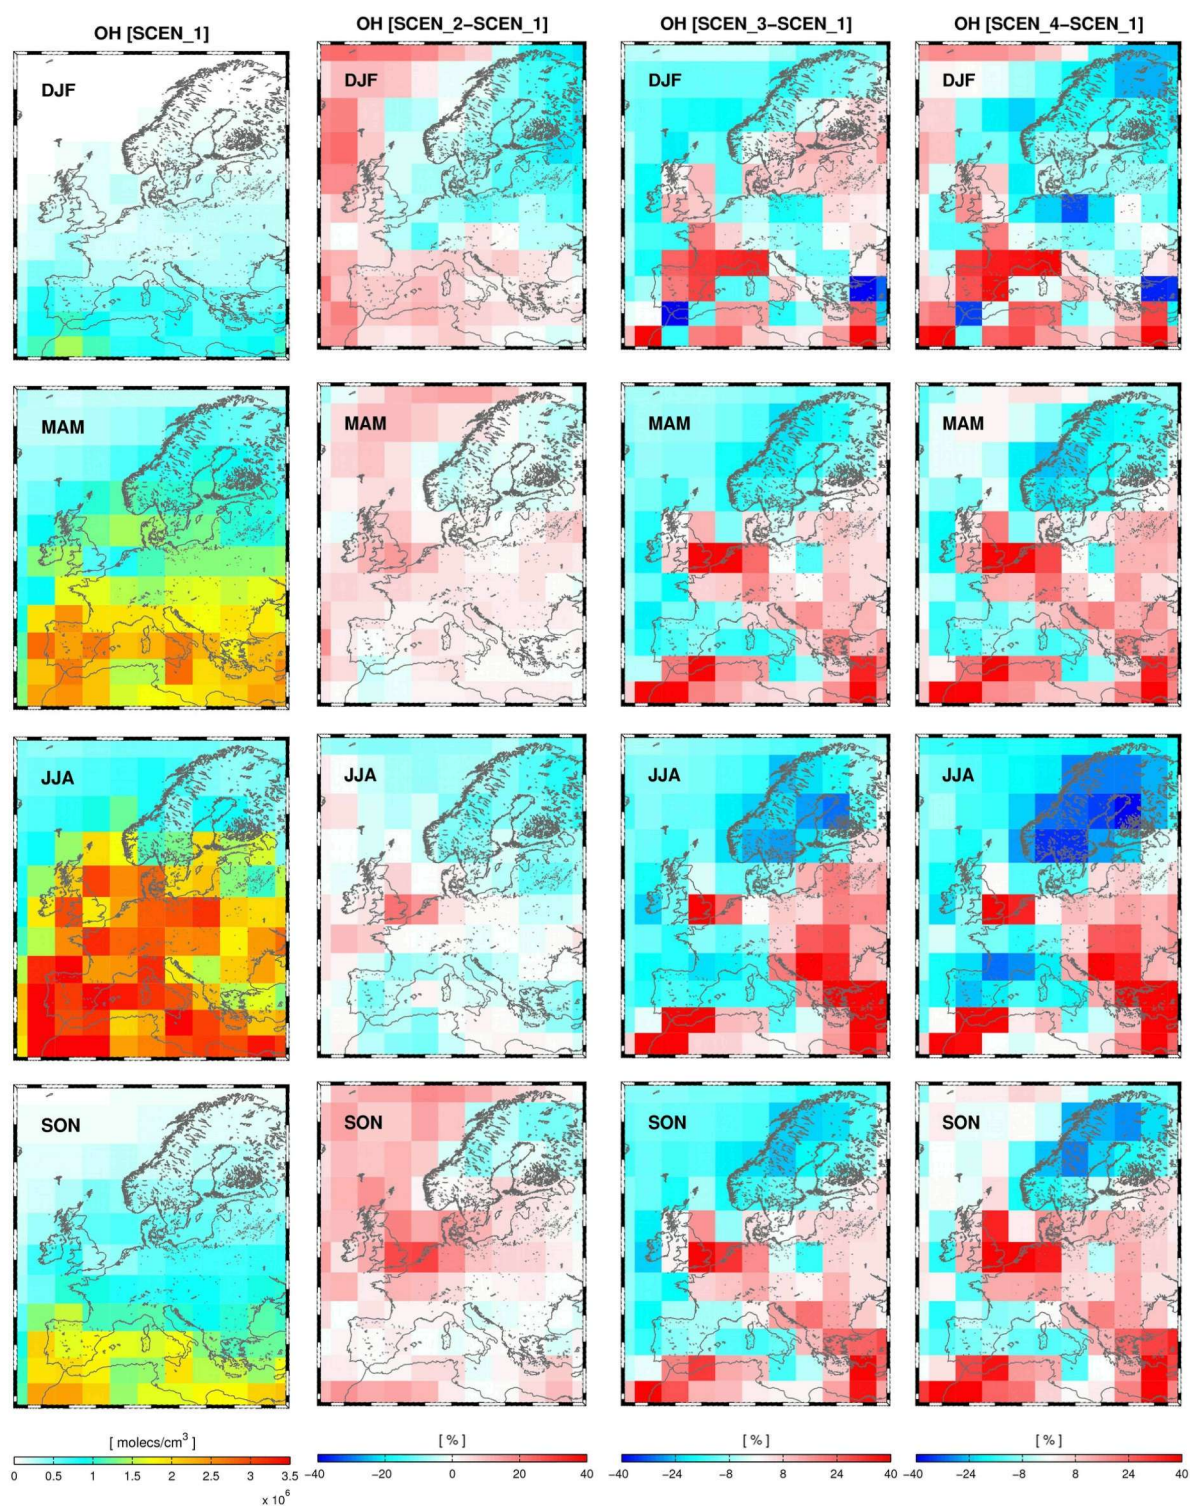 OH [SCEN_1]
OH [SCEN_2−SCEN_1]
OH [SCEN_3−SCEN_1]
OH [SCEN_4−SCEN_1]
DJF
DJF
DJF
DJF
MAM
MAM
MAM
MAM
JJA
JJA
JJA
JJA
SON
SON
SON
SON
[ molecs/cm³ ]
[ % ]
[ % ]
[ % ]
0 0.5 1 1.5 2 2.5 3 3.5
−40 −20 0 20 40
−40 −24 −8 8 24 40
−40 −24 −8 8 24 40
x 10⁶